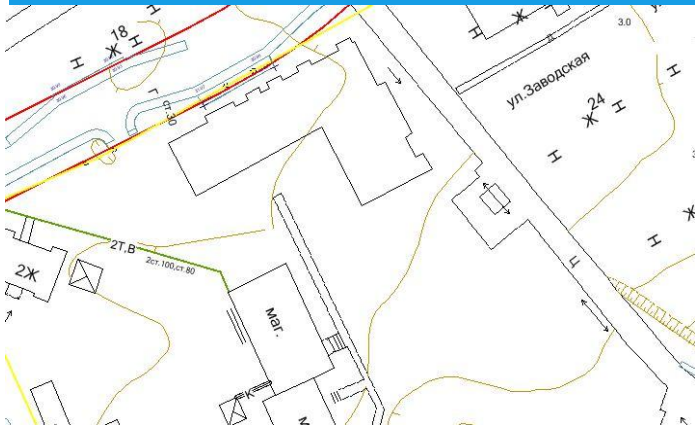 18
Ж
Н
Н
Н
Ж
3.0
ул.Заводская
24
Ж
Н
Н
Н
Г
ст.30
2Т,В
2ст.100,ст.80
2Ж
маг.
Ц
Н
Ж
К